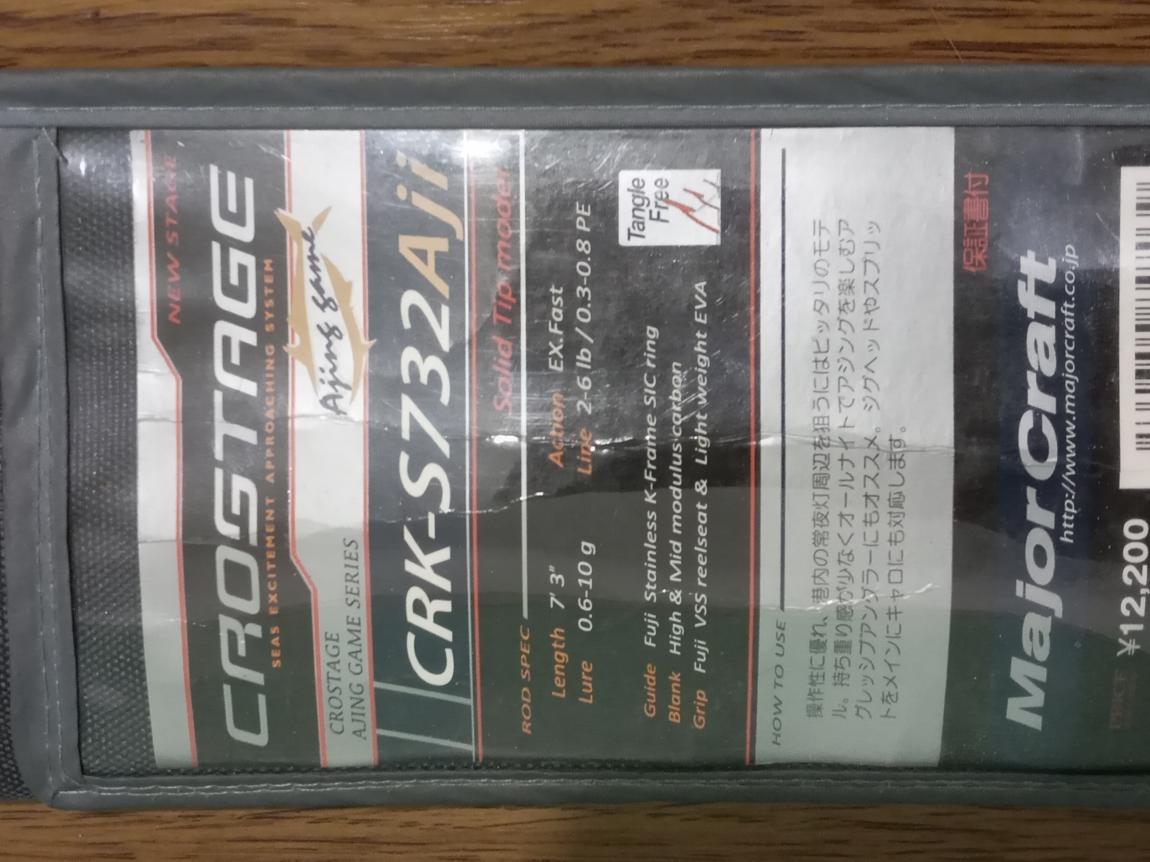 NEW STAGE
CROSTAGE
SEAS EXCITEMENT APPROACHING SYSTEM
Ajing game
CROSTAGE
AJING GAME SERIES
CRK-S732Aji
Solid Tip model
ROD SPEC
Length 7' 3" Action EX.Fast
Lure 0.6-10 g Line 2-6 lb / 0.3-0.8 PE
Tangle
Free
Guide Fuji Stainless K-Frame SIC ring
Blank High & Mid modulus carbon
Grip Fuji VSS reelseat & Light weight EVA
HOW TO USE
操作性に優れ、港内の常夜灯周辺を狙うにはピッタリのモデ
ル。持ち重り感が少なくオールナイトでアジングを楽しむア
グレッシブアングラーにもオススメ。ジグヘッドやスプリッ
トをメインにキャロにも対応します。
保証書付
MajorCraft
http://www.majorcraft.co.jp
PRICE ¥12,200